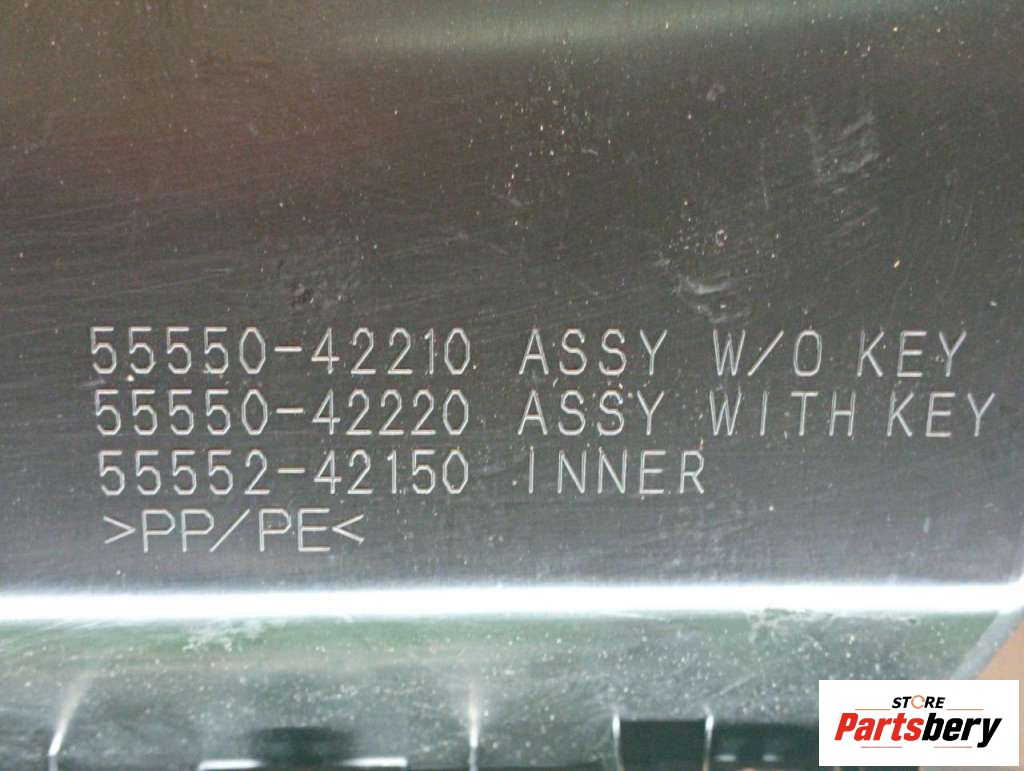 55550-42210 ASSY W/O KEY
55550-42220 ASSY WITH KEY
55552-42150 INNER
>PP/PE<
STORE
Partsbery